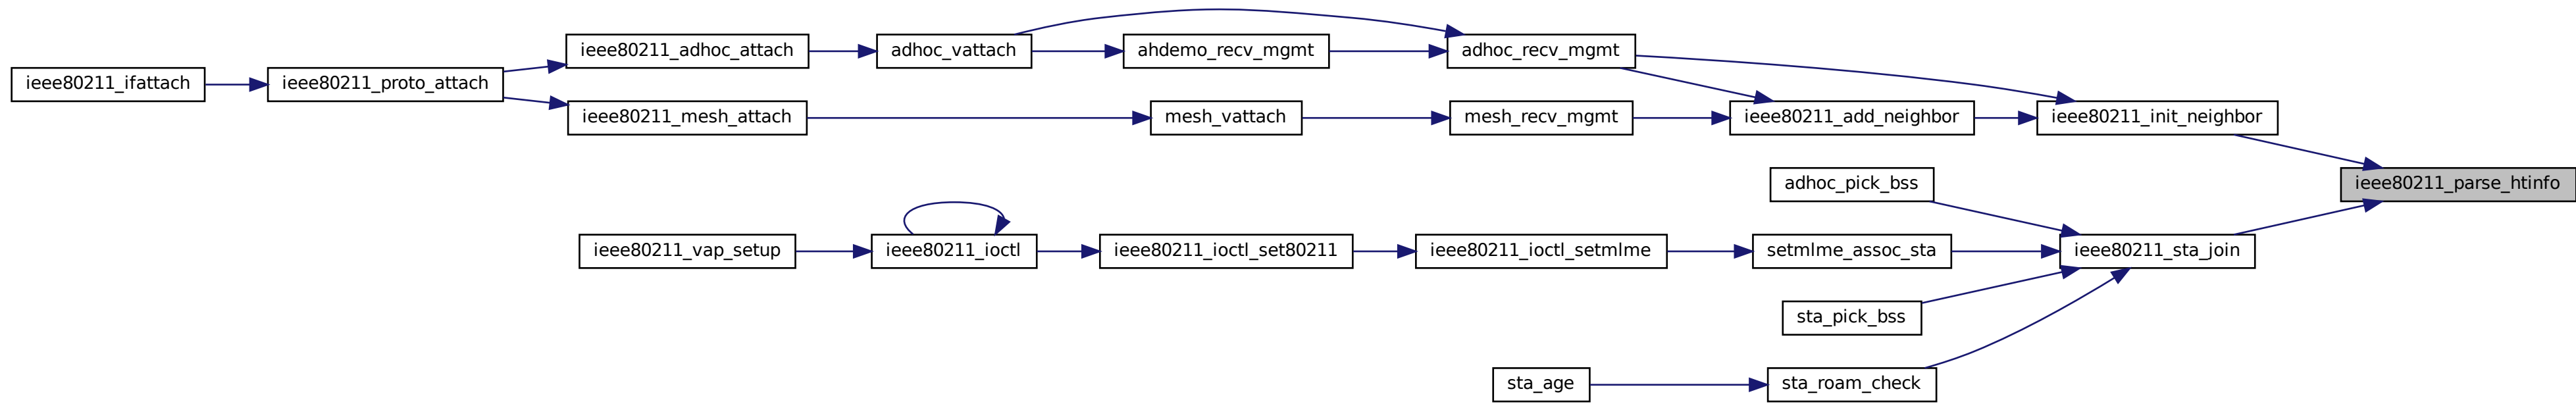 ieee80211_ifattach
ieee80211_proto_attach
ieee80211_adhoc_attach
adhoc_vattach
ahdemo_recv_mgmt
adhoc_recv_mgmt
ieee80211_mesh_attach
mesh_vattach
mesh_recv_mgmt
ieee80211_add_neighbor
ieee80211_init_neighbor
ieee80211_parse_htinfo
adhoc_pick_bss
ieee80211_vap_setup
ieee80211_ioctl
ieee80211_ioctl_set80211
ieee80211_ioctl_setmlme
setmlme_assoc_sta
ieee80211_sta_join
sta_pick_bss
sta_age
sta_roam_check